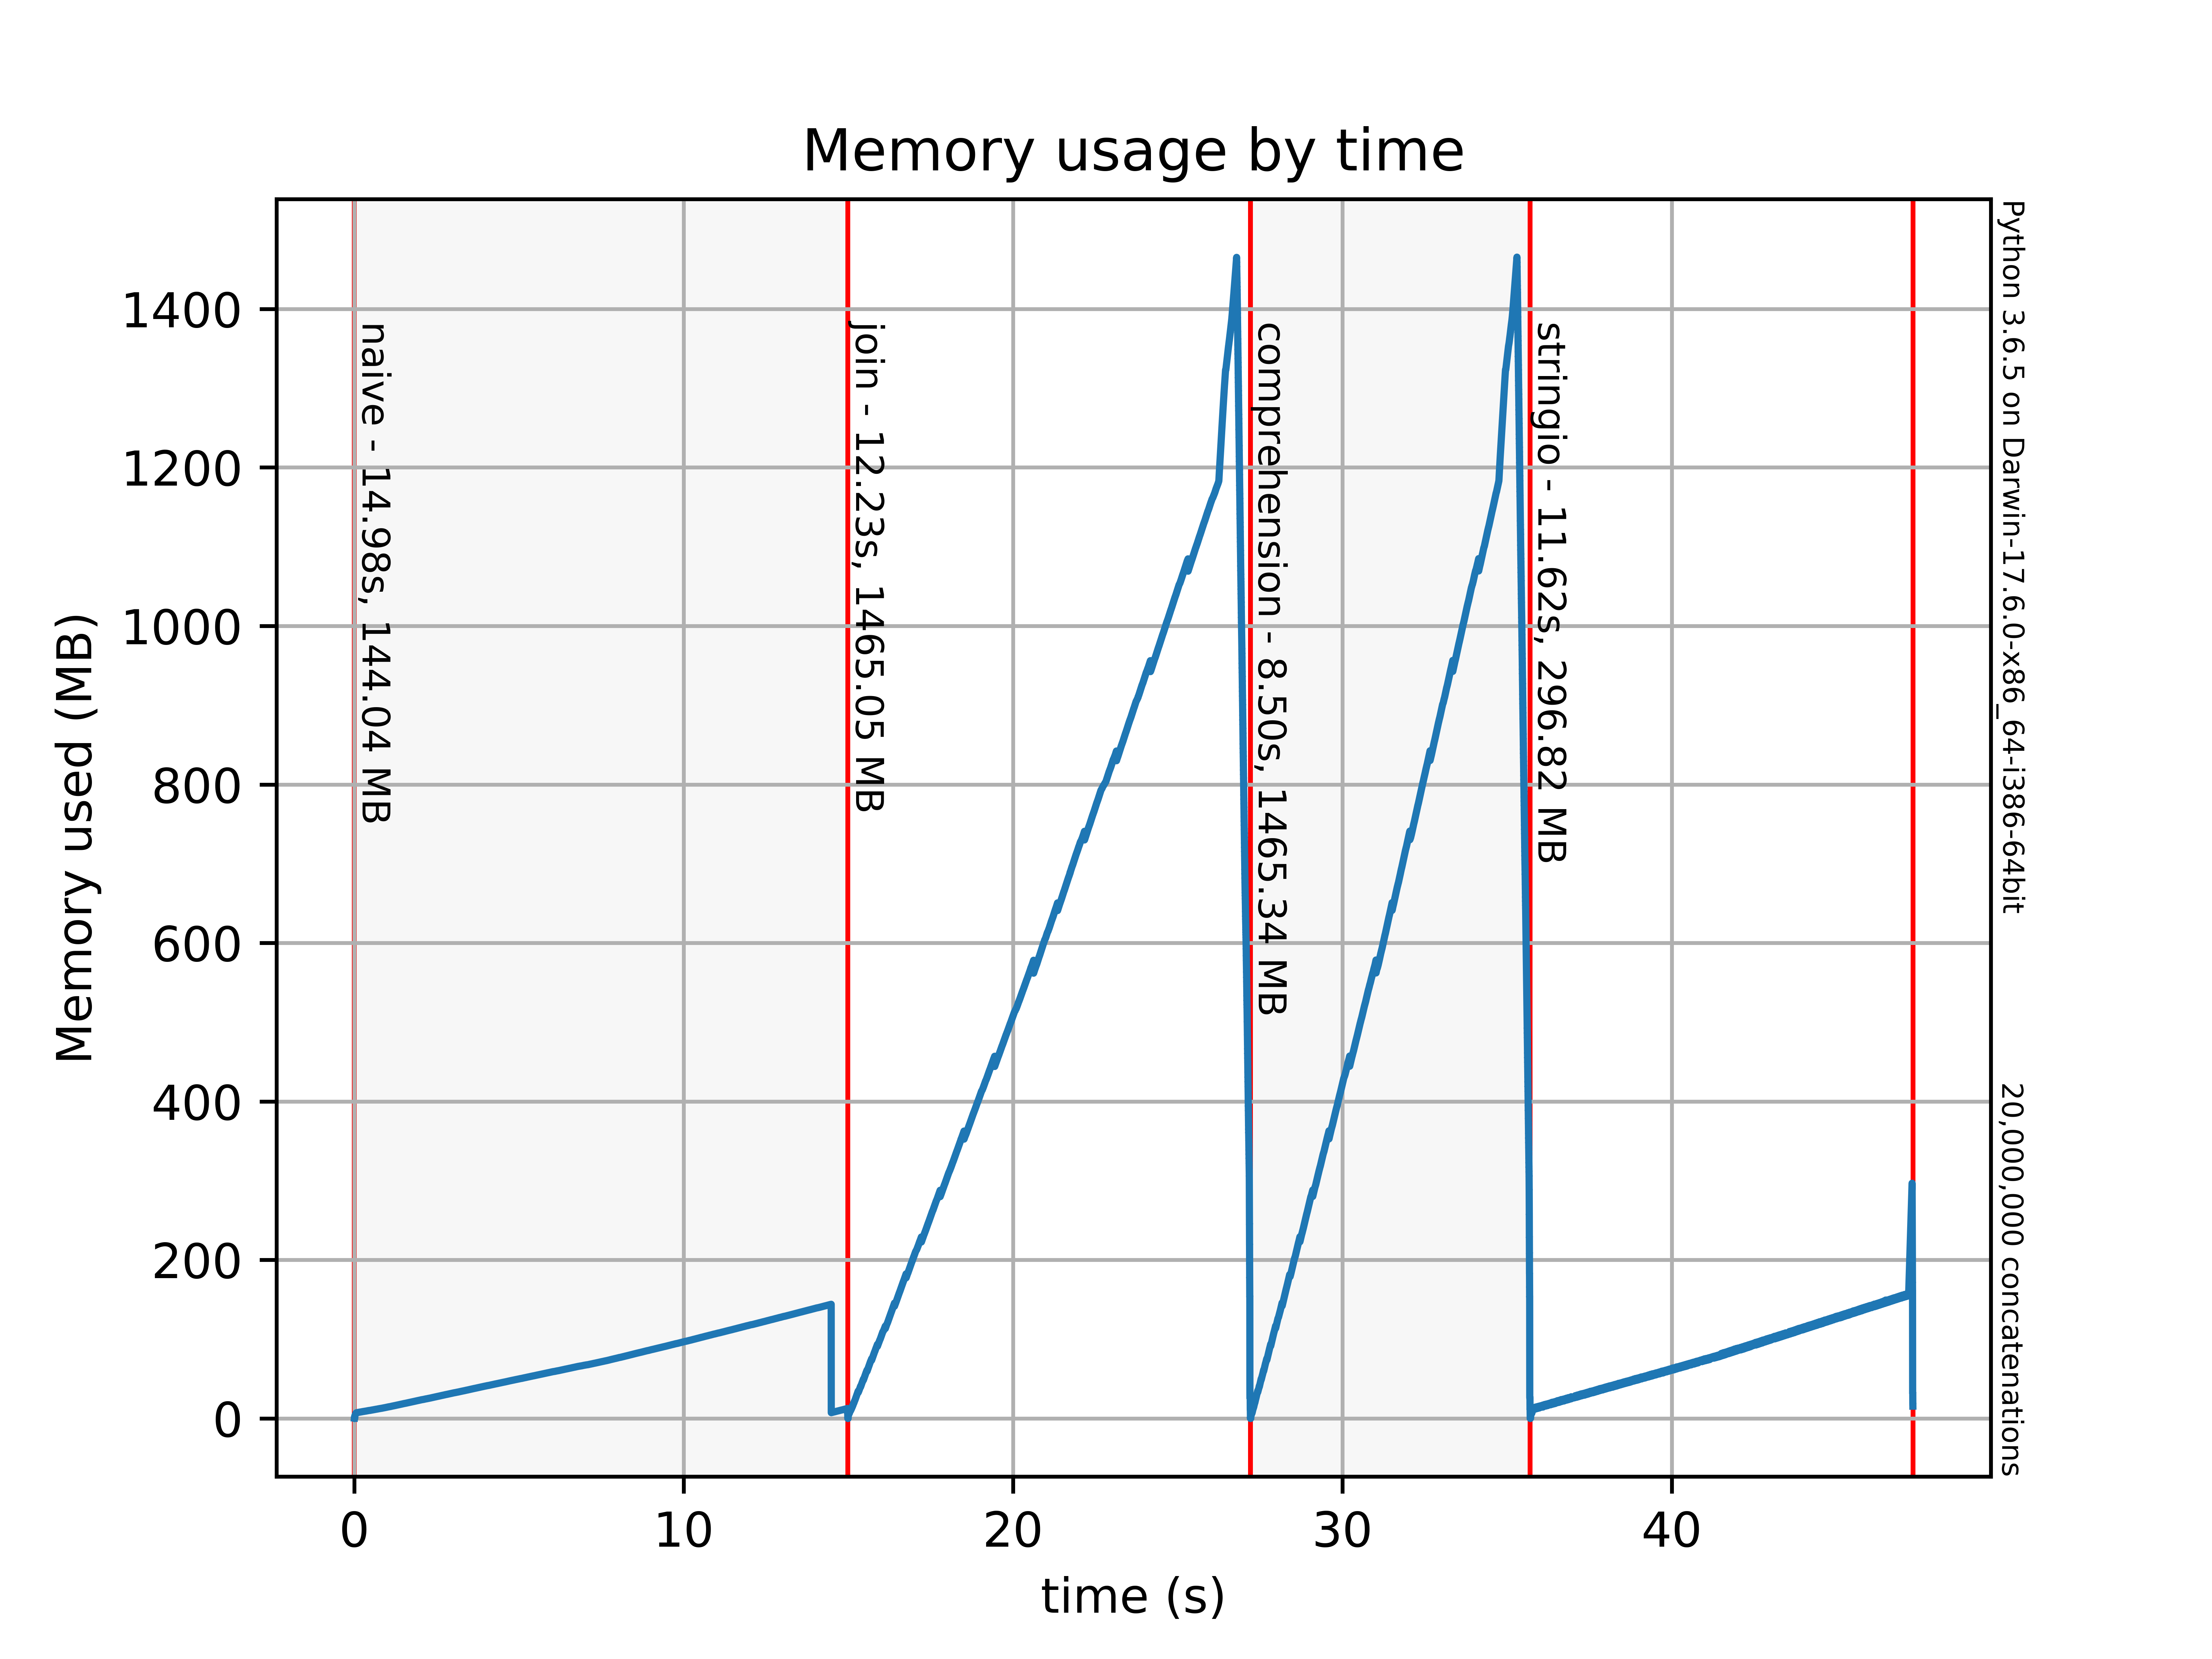 Memory usage by time
Memory used (MB)
1400
1200
1000
800
600
400
200
0
naive - 14.98s, 144.04 MB
join - 12.23s, 1465.05 MB
comprehension - 8.50s, 1465.34 MB
stringio - 11.62s, 296.82 MB
Python 3.6.5 on Darwin-17.6.0-x86_64-i386-64bit
20,000,000 concatenations
0
10
20
30
40
time (s)